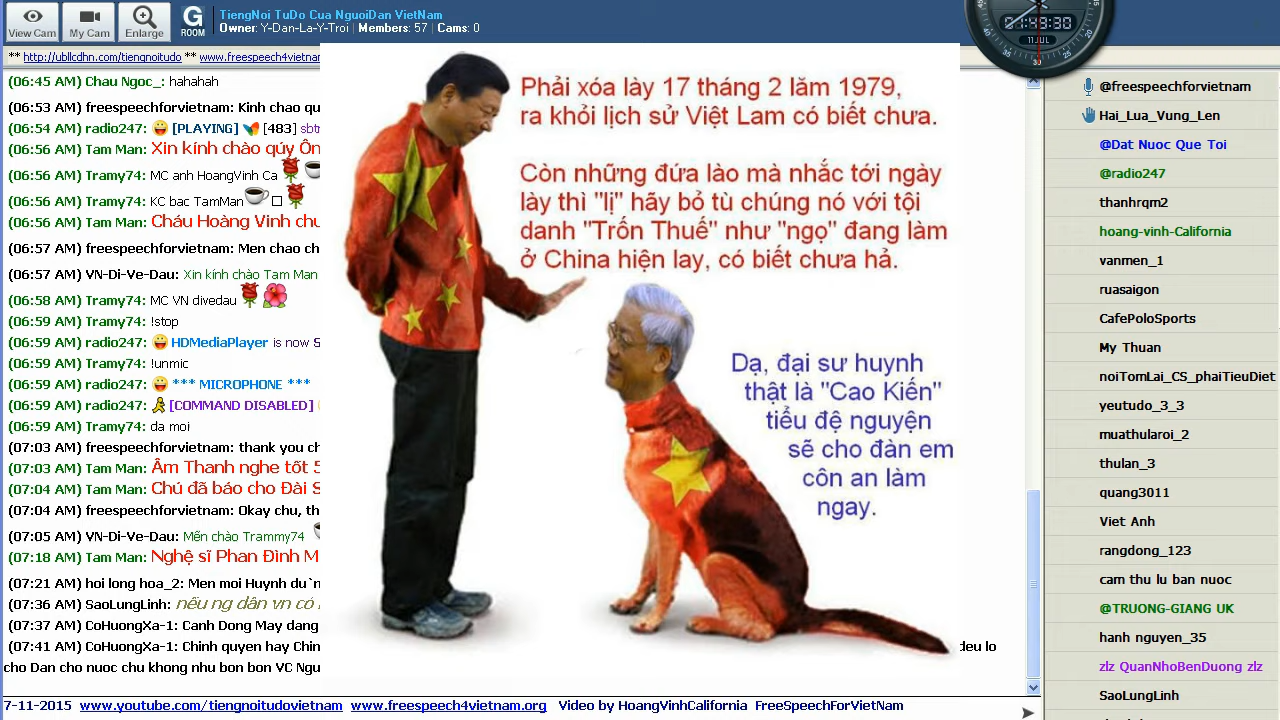 View Cam
My Cam
Enlarge
G
ROOM
TiengNoi TuDo Cua NguoiDan VietNam
Owner: Y-Dan-La-Y-Troi | Members: 57 | Cams: 0
01:49:30
11JUL
** http://ubllcdhn.com/tiengnoitudo ** www.freespeech4vietnam
(06:45 AM) Chau Ngoc_: hahahah
(06:53 AM) freespeechforvietnam: Kinh chao qu
(06:54 AM) radio247: [PLAYING] [483] sbtn
(06:56 AM) Tam Man: Xin kính chào qúy Ôn
(06:56 AM) Tramy74: MC anh HoangVinh Ca
(06:56 AM) Tramy74: KC bac TamMan
(06:56 AM) Tam Man: Cháu Hoàng Vinh chu
(06:57 AM) freespeechforvietnam: Men chao ch
(06:57 AM) VN-Di-Ve-Dau: Xin kính chào Tam Man
(06:58 AM) Tramy74: MC VN divedau
(06:59 AM) Tramy74: !stop
(06:59 AM) radio247: HDMediaPlayer is now S
(06:59 AM) Tramy74: !unmic
(06:59 AM) radio247: *** MICROPHONE ***
(06:59 AM) radio247: [COMMAND DISABLED]
(06:59 AM) Tramy74: da moi
(07:03 AM) freespeechforvietnam: thank you ch
(07:03 AM) Tam Man: Âm Thanh nghe tốt 5
(07:04 AM) Tam Man: Chú đã báo cho Đài S
(07:04 AM) freespeechforvietnam: Okay chu, th
(07:05 AM) VN-Di-Ve-Dau: Mến chào Trammy74
(07:18 AM) Tam Man: Nghệ sĩ Phan Đình M
(07:21 AM) hoi long hoa_2: Men moi Huynh du`n
(07:36 AM) SaoLungLinh: nếu ng dân vn có
(07:37 AM) CoHuongXa-1: Canh Dong May dang
(07:41 AM) CoHuongXa-1: Chinh quyen hay Chin
deu lo
cho Dan cho nuoc chu khong nhu bon bon VC Ngu
Phải xóa lày 17 tháng 2 lăm 1979,
ra khỏi lịch sử Việt Lam có biết chưa.
Còn những đứa lào mà nhắc tới ngày
lày thì "lị" hãy bỏ tù chúng nó với tội
danh "Trốn Thuế" như "ngọ" đang làm
ở China hiện lay, có biết chưa hả.
Dạ, đại sư huynh
thật là "Cao Kiến"
tiểu đệ nguyện
sẽ cho đàn em
côn an làm
ngay.
@freespeechforvietnam
Hai_Lua_Vung_Len
@Dat Nuoc Que Toi
@radio247
thanhrqm2
hoang-vinh-California
vanmen_1
ruasaigon
CafePoloSports
My Thuan
noiTomLai_CS_phaiTieuDiet
yeutudo_3_3
muathularoi_2
thulan_3
quang3011
Viet Anh
rangdong_123
cam thu lu ban nuoc
@TRUONG-GIANG UK
hanh nguyen_35
zlz QuanNhoBenDuong zlz
SaoLungLinh
7-11-2015 www.youtube.com/tiengnoitudovietnam www.freespeech4vietnam.org Video by HoangVinhCalifornia FreeSpeechForVietNam